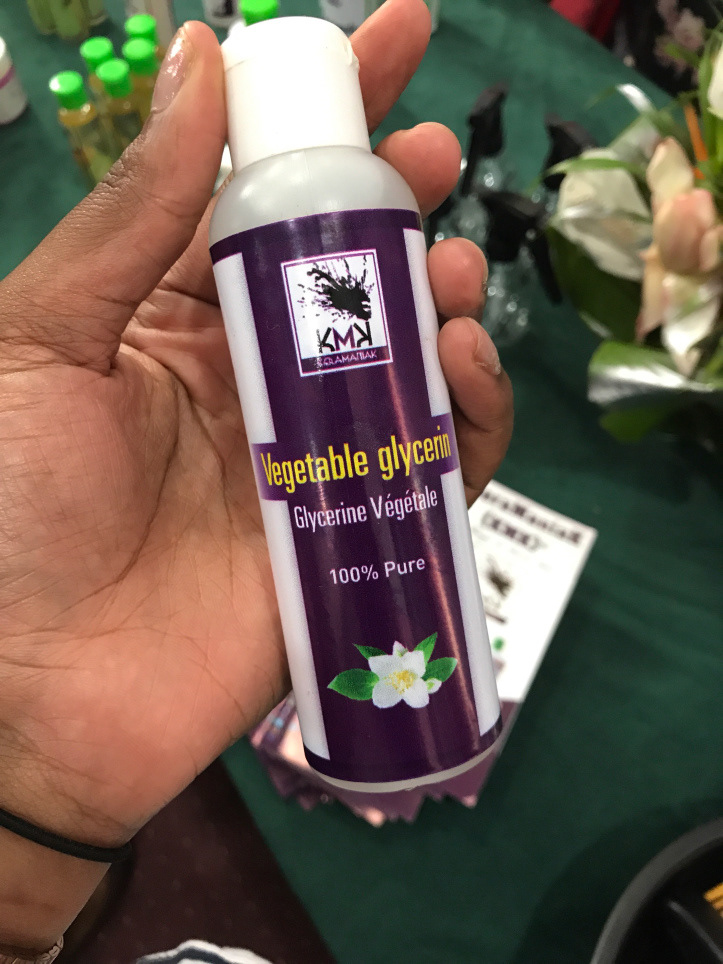 KMK
Vegetable glycerin
Glycerine Végétale
100% Pure